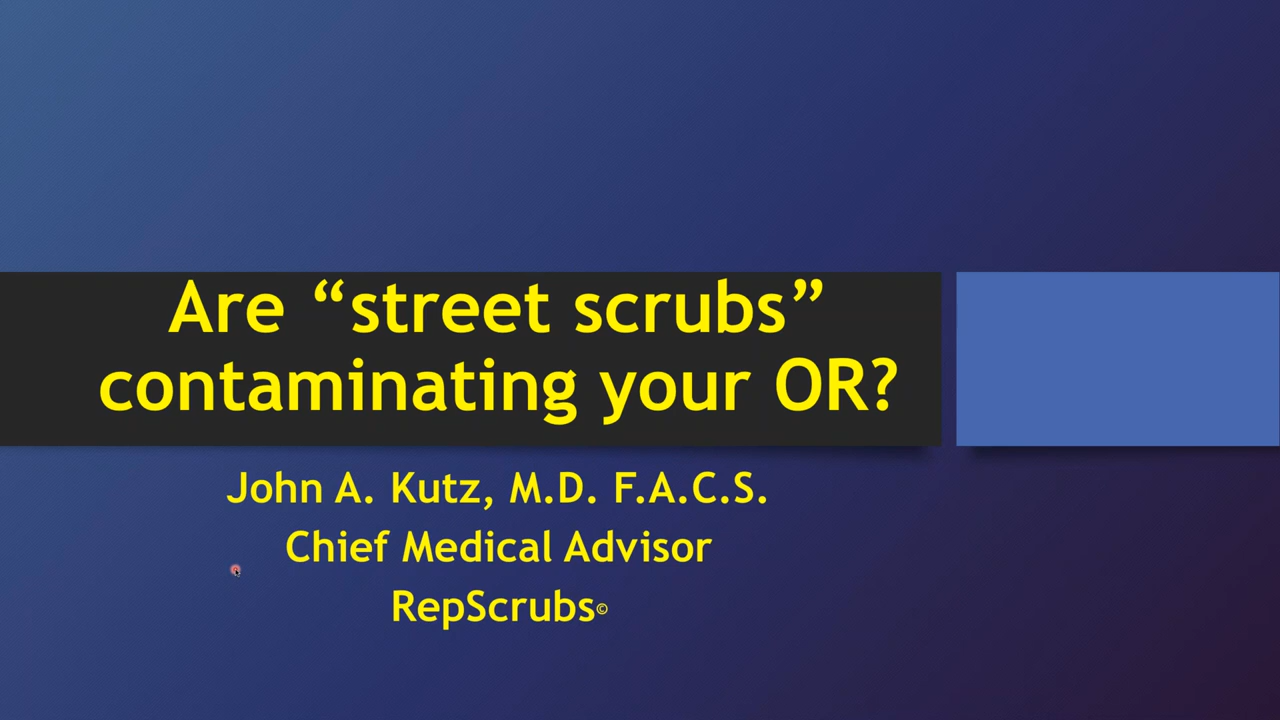 Are “street scrubs”
contaminating your OR?
John A. Kutz, M.D. F.A.C.S.
Chief Medical Advisor
RepScrubs©